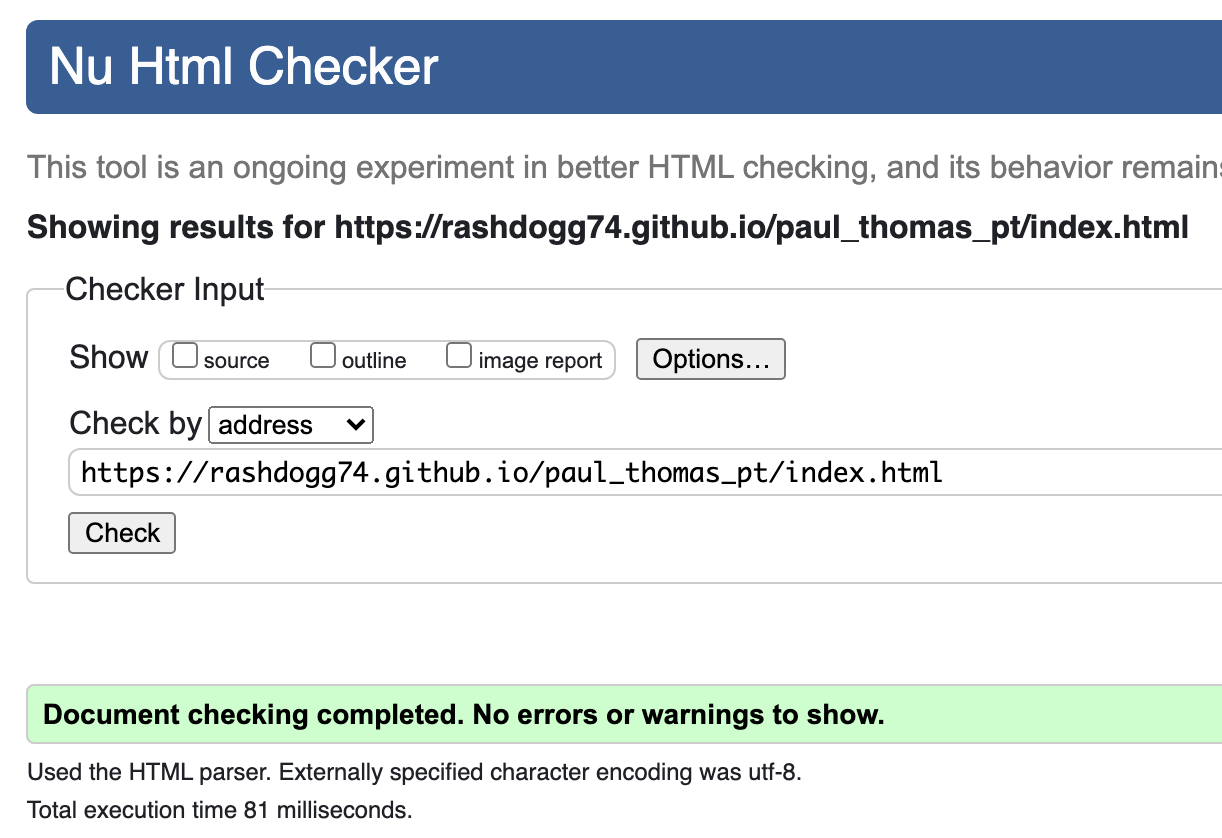 Nu Html Checker
This tool is an ongoing experiment in better HTML checking, and its behavior remains
Showing results for https://rashdogg74.github.io/paul_thomas_pt/index.html
Checker Input
Show source outline image report Options…
Check by address
https://rashdogg74.github.io/paul_thomas_pt/index.html
Check
Document checking completed. No errors or warnings to show.
Used the HTML parser. Externally specified character encoding was utf-8.
Total execution time 81 milliseconds.